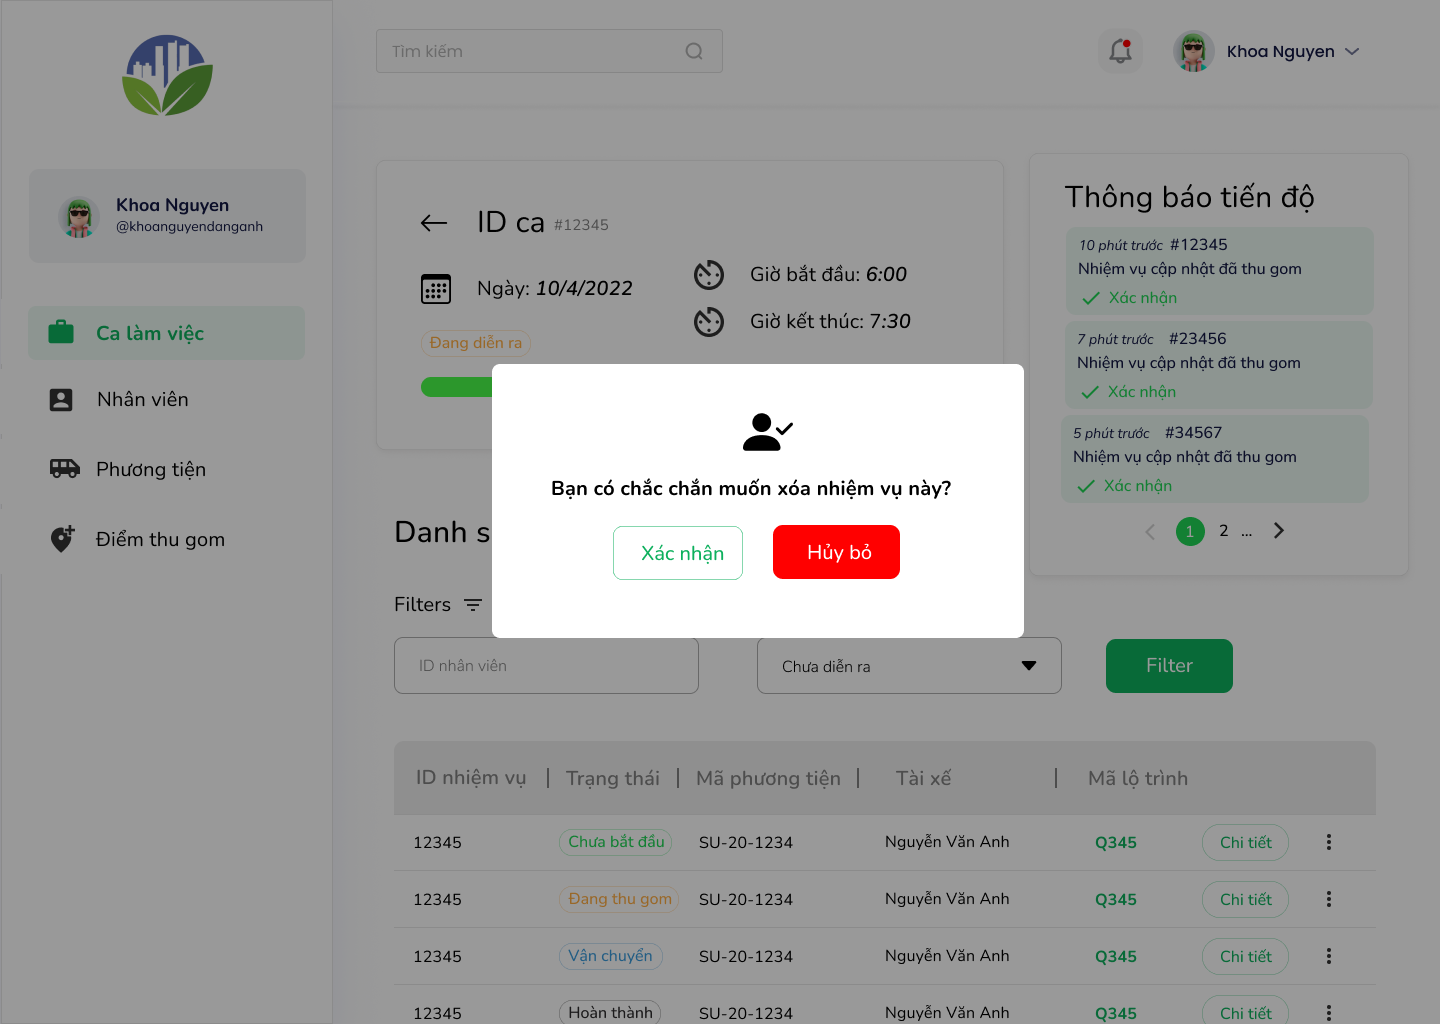 Tìm kiếm
Khoa Nguyen
Khoa Nguyen
@khoanguyendanganh
Ca làm việc
Nhân viên
Phương tiện
Điểm thu gom
ID ca #12345
Ngày: 10/4/2022
Giờ bắt đầu: 6:00
Giờ kết thúc: 7:30
Đang diễn ra
Thông báo tiến độ
10 phút trước #12345
Nhiệm vụ cập nhật đã thu gom
Xác nhận
7 phút trước #23456
Nhiệm vụ cập nhật đã thu gom
Xác nhận
5 phút trước #34567
Nhiệm vụ cập nhật đã thu gom
Xác nhận
1 2 ...
Bạn có chắc chắn muốn xóa nhiệm vụ này?
Xác nhận Hủy bỏ
Danh s
Filters
ID nhân viên Chưa diễn ra Filter
ID nhiệm vụ Trạng thái Mã phương tiện Tài xế Mã lộ trình
12345 Chưa bắt đầu SU-20-1234 Nguyễn Văn Anh Q345 Chi tiết
12345 Đang thu gom SU-20-1234 Nguyễn Văn Anh Q345 Chi tiết
12345 Vận chuyển SU-20-1234 Nguyễn Văn Anh Q345 Chi tiết
12345 Hoàn thành SU-20-1234 Nguyễn Văn Anh Q345 Chi tiết